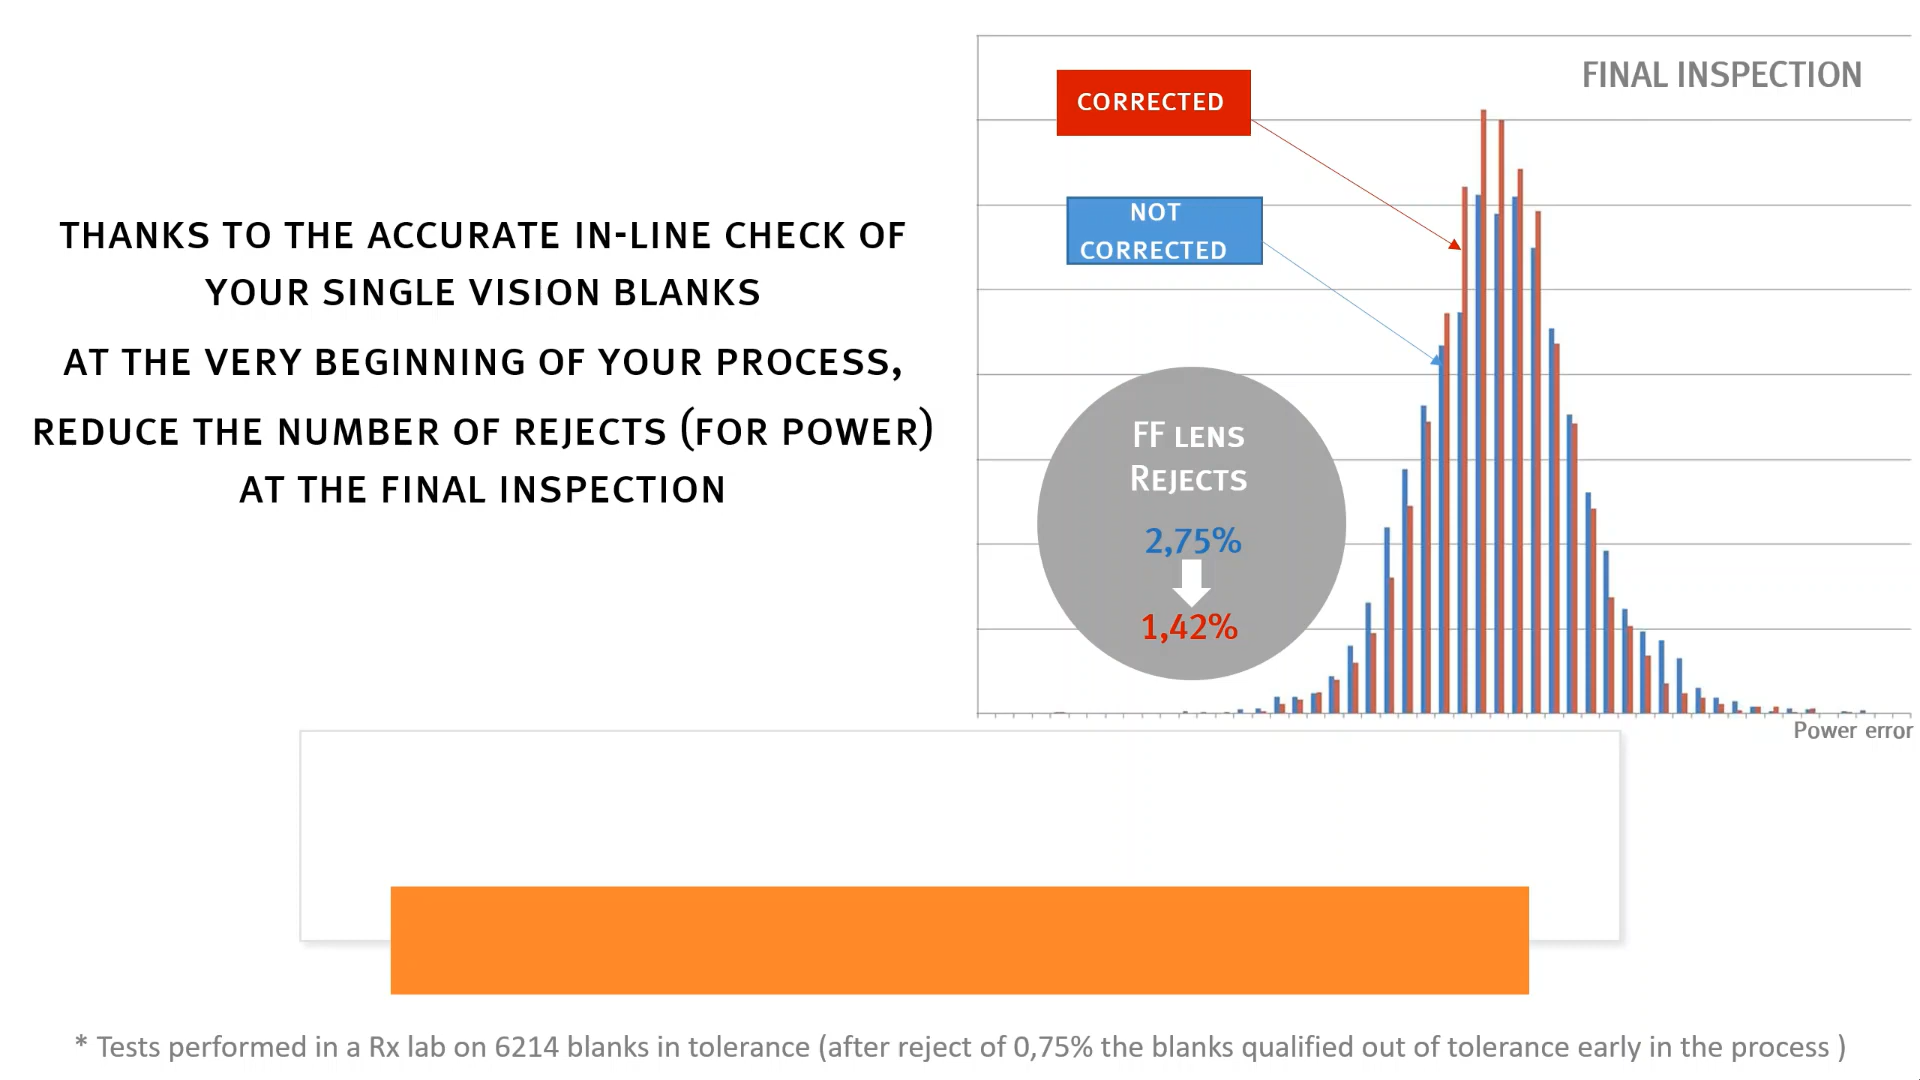 THANKS TO THE ACCURATE IN-LINE CHECK OF
YOUR SINGLE VISION BLANKS
AT THE VERY BEGINNING OF YOUR PROCESS,
REDUCE THE NUMBER OF REJECTS (FOR POWER)
AT THE FINAL INSPECTION
FINAL INSPECTION
CORRECTED
NOT
CORRECTED
FF LENS
REJECTS
2,75%
1,42%
Power error
* Tests performed in a Rx lab on 6214 blanks in tolerance (after reject of 0,75% the blanks qualified out of tolerance early in the process )